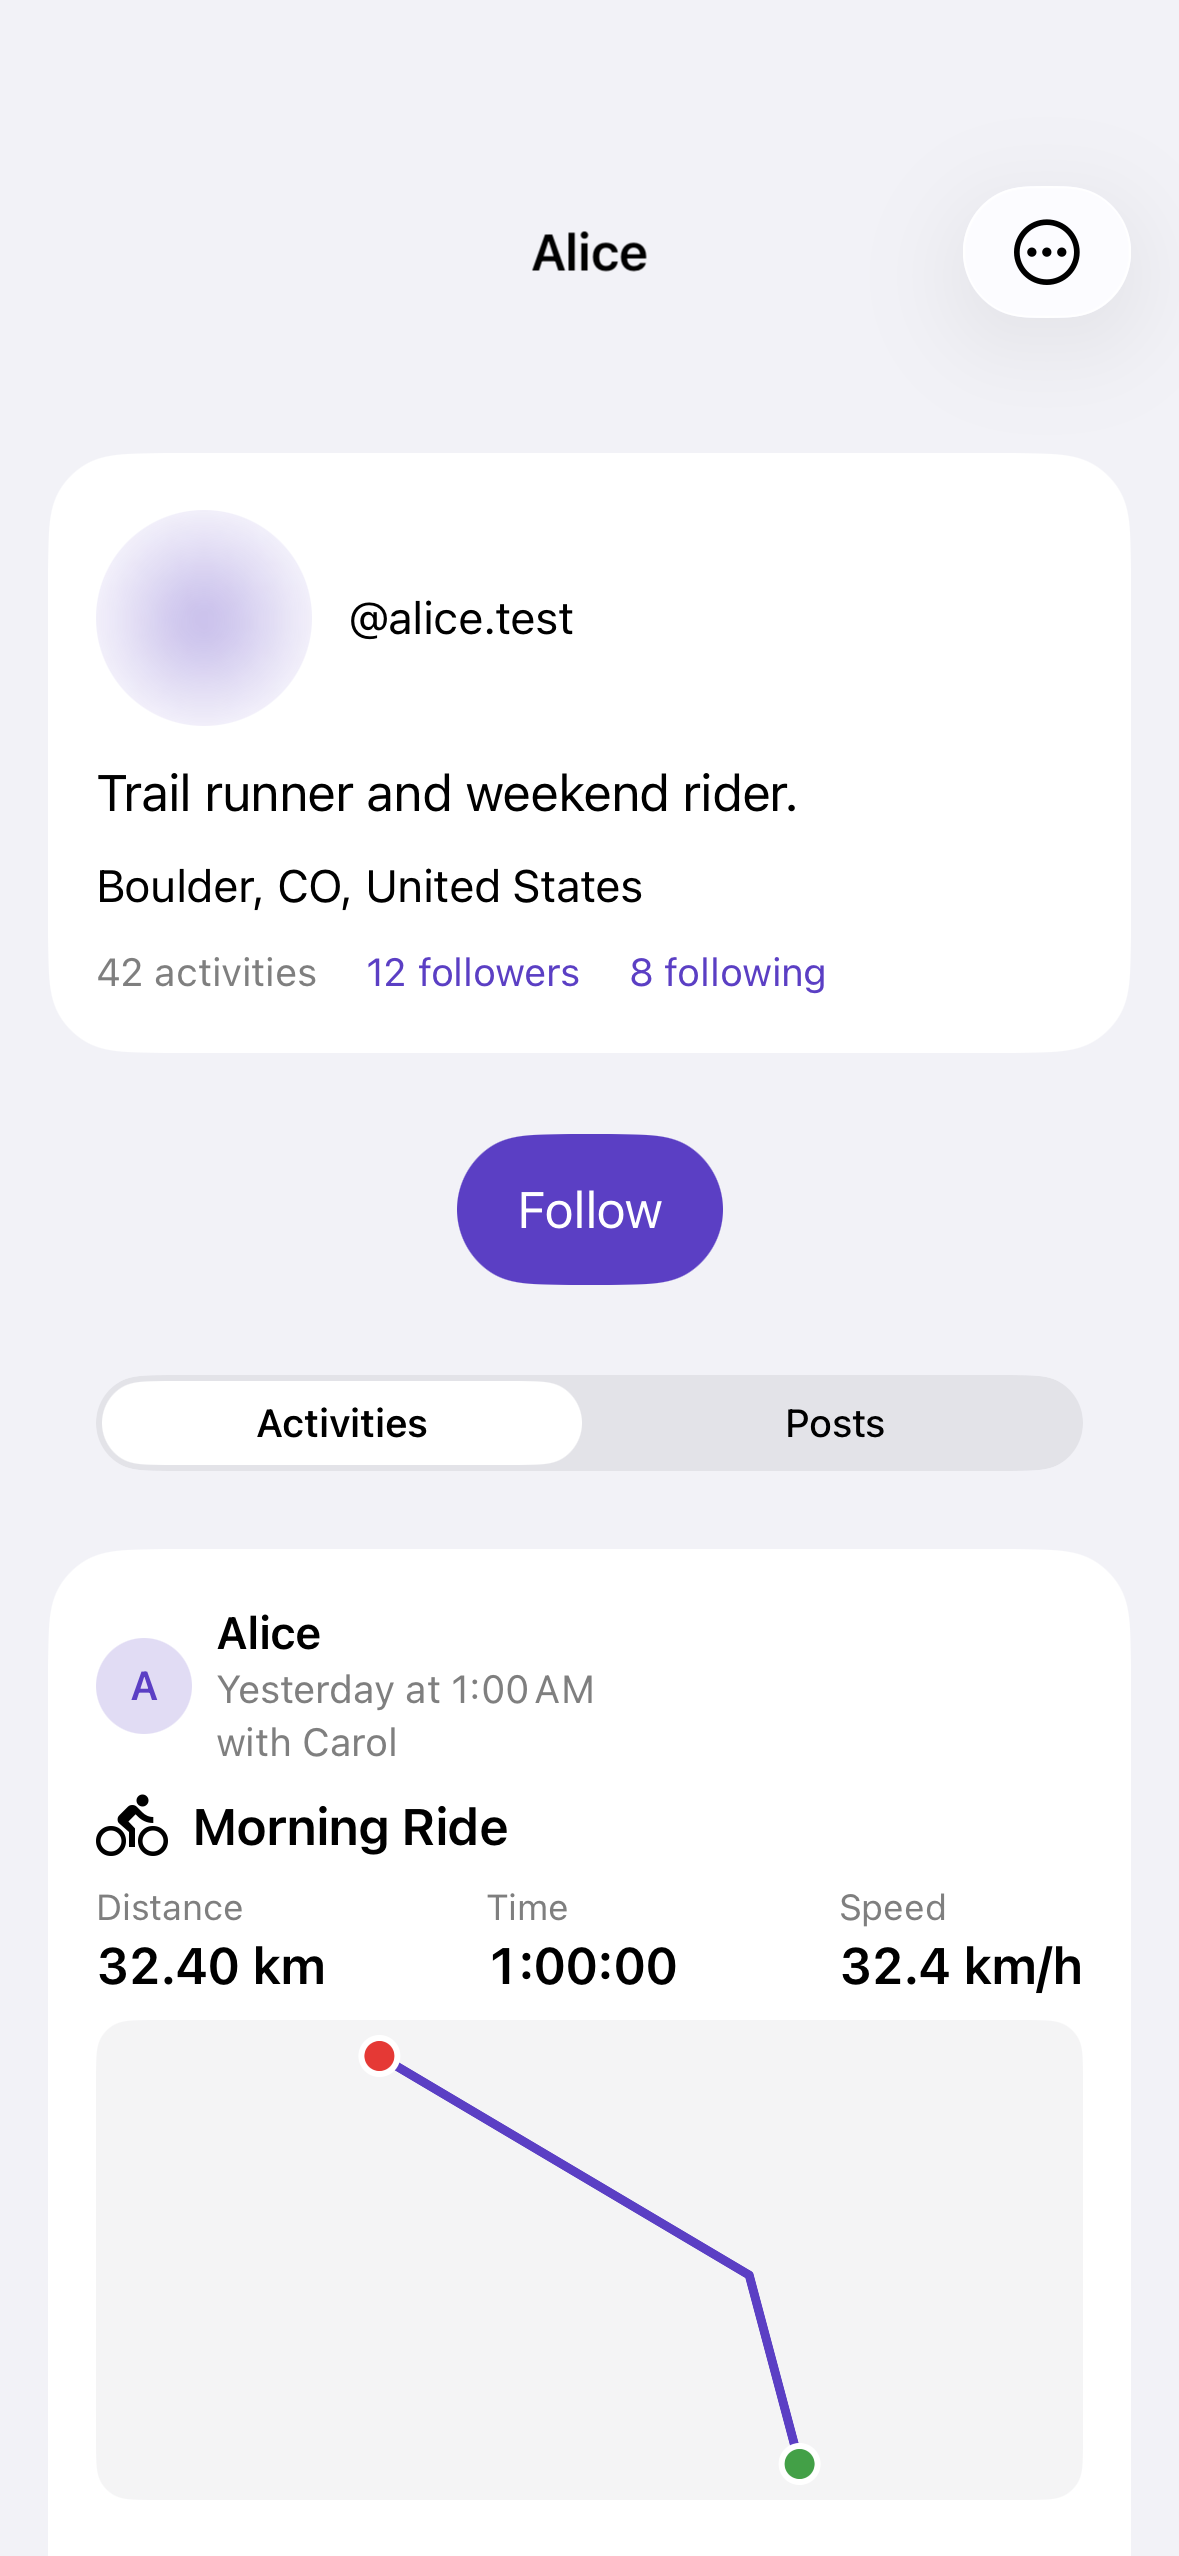 Alice
@alice.test
Trail runner and weekend rider.
Boulder, CO, United States
42 activities 12 followers 8 following
Follow
Activities Posts
A
Alice
Yesterday at 1:00 AM
with Carol
Morning Ride
Distance Time Speed
32.40 km 1:00:00 32.4 km/h